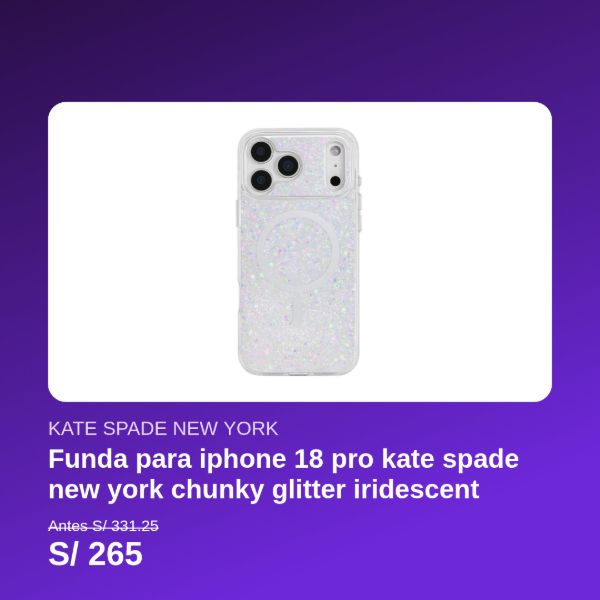 KATE SPADE NEW YORK
Funda para iphone 18 pro kate spade
new york chunky glitter iridescent
Antes S/ 331.25
S/ 265